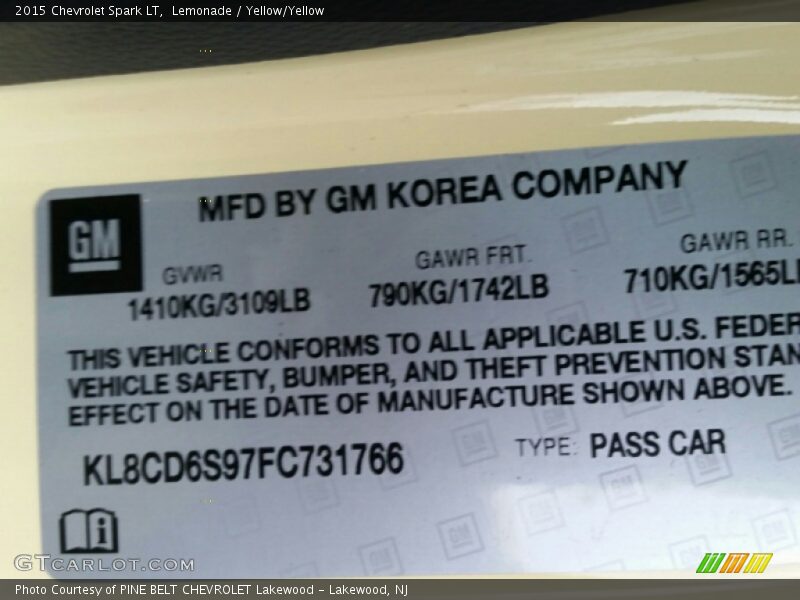 2015 Chevrolet Spark LT,  Lemonade / Yellow/Yellow
MFD BY GM KOREA COMPANY
GM
GVWR GAWR FRT. GAWR RR.
1410KG/3109LB 790KG/1742LB 710KG/1565L
THIS VEHICLE CONFORMS TO ALL APPLICABLE U.S. FEDER
VEHICLE SAFETY, BUMPER, AND THEFT PREVENTION STAN
EFFECT ON THE DATE OF MANUFACTURE SHOWN ABOVE.
KL8CD6S97FC731766 TYPE: PASS CAR
GTCARLOT.COM
Photo Courtesy of PINE BELT CHEVROLET Lakewood - Lakewood, NJ